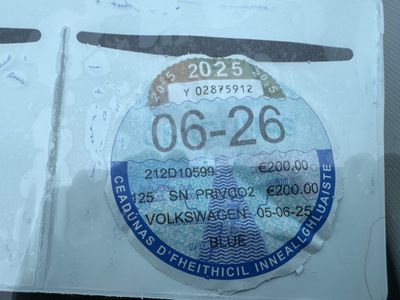 2025 2025 2025
Y 02875912
06-26
212D10599 €200.00
125 SN PRIVCO2 €200.00
VOLKSWAGEN 05-06-25
BLUE
CEADÚNAS D'FHEITHICIL INNEALLGHLUAISTE